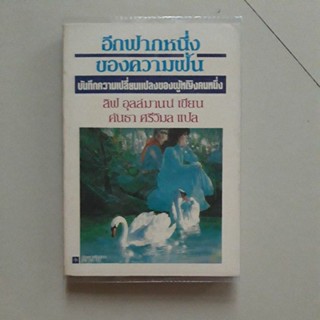 อีกฟากหนึ่ง
ของความฝัน
บันทึกความเปลี่ยนแปลงของผู้หญิงคนหนึ่ง
ลิฟ อุลล์มานน์ เขียน
ศันธา ศรีวิมล แปล